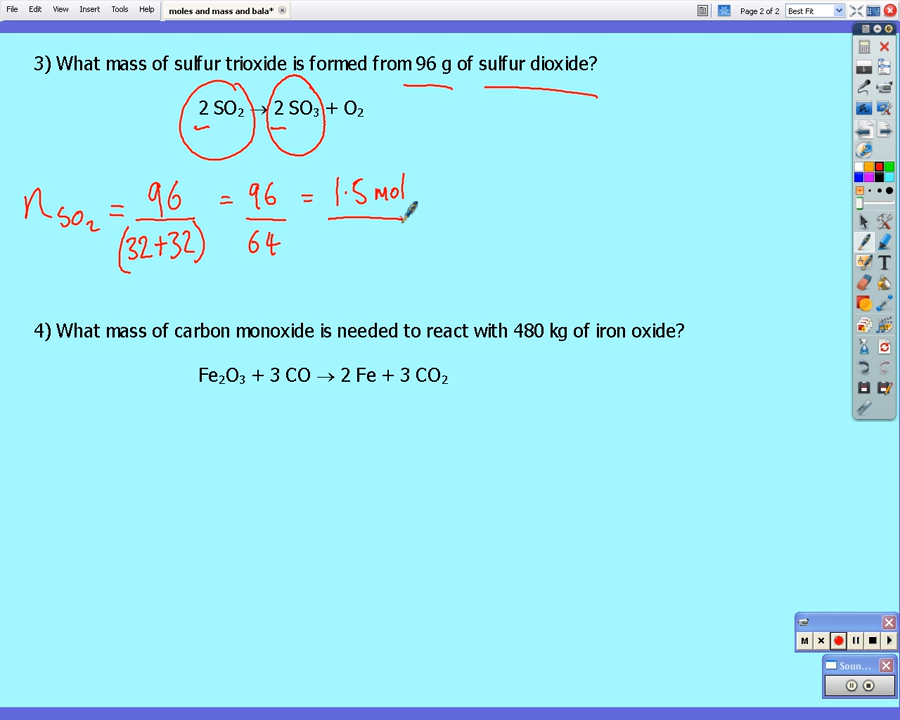 File Edit View Insert Tools Help moles and mass and bala* Page 2 of 2 Best Fit
3) What mass of sulfur trioxide is formed from 96 g of sulfur dioxide?
2 SO₂ → 2 SO₃ + O₂
n SO₂ = 96 / (32+32) = 96 / 64 = 1·5 mol
4) What mass of carbon monoxide is needed to react with 480 kg of iron oxide?
Fe₂O₃ + 3 CO → 2 Fe + 3 CO₂
T
M
Soun...